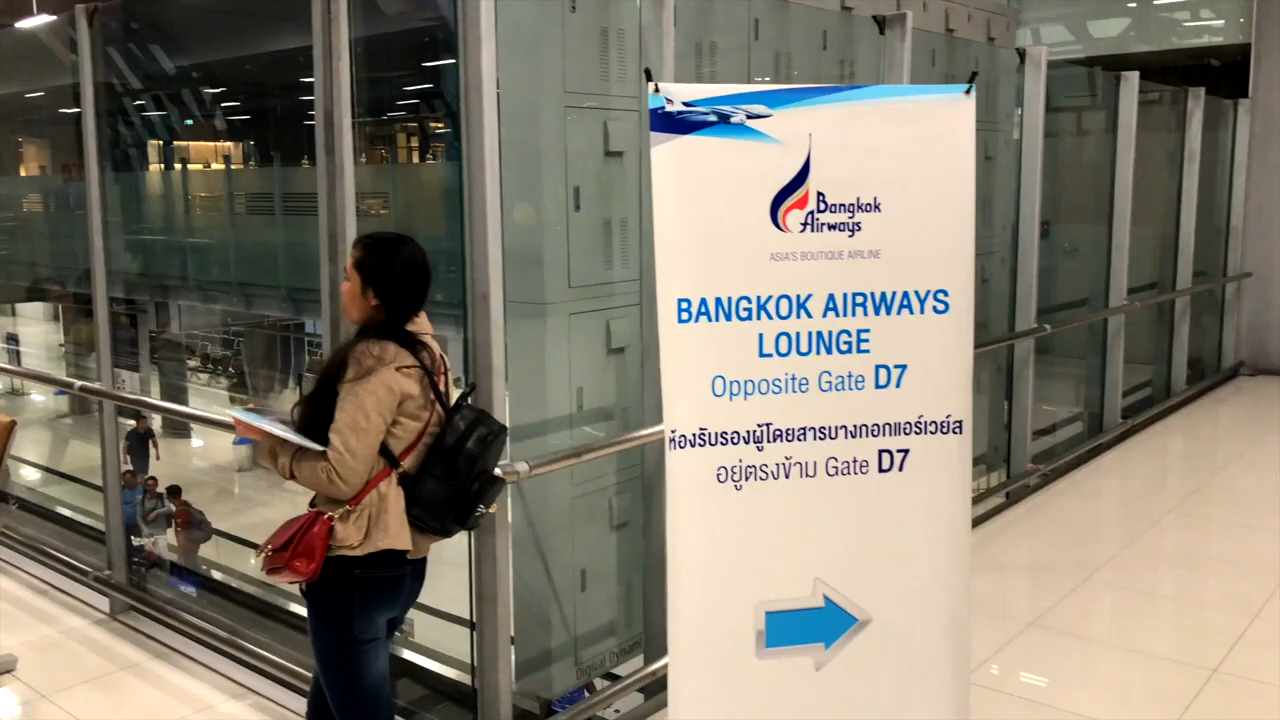 Bangkok
Airways
ASIA'S BOUTIQUE AIRLINE
BANGKOK AIRWAYS
LOUNGE
Opposite Gate D7
ห้องรับรองผู้โดยสารบางกอกแอร์เวย์ส
อยู่ตรงข้าม Gate D7
Digital Dynami